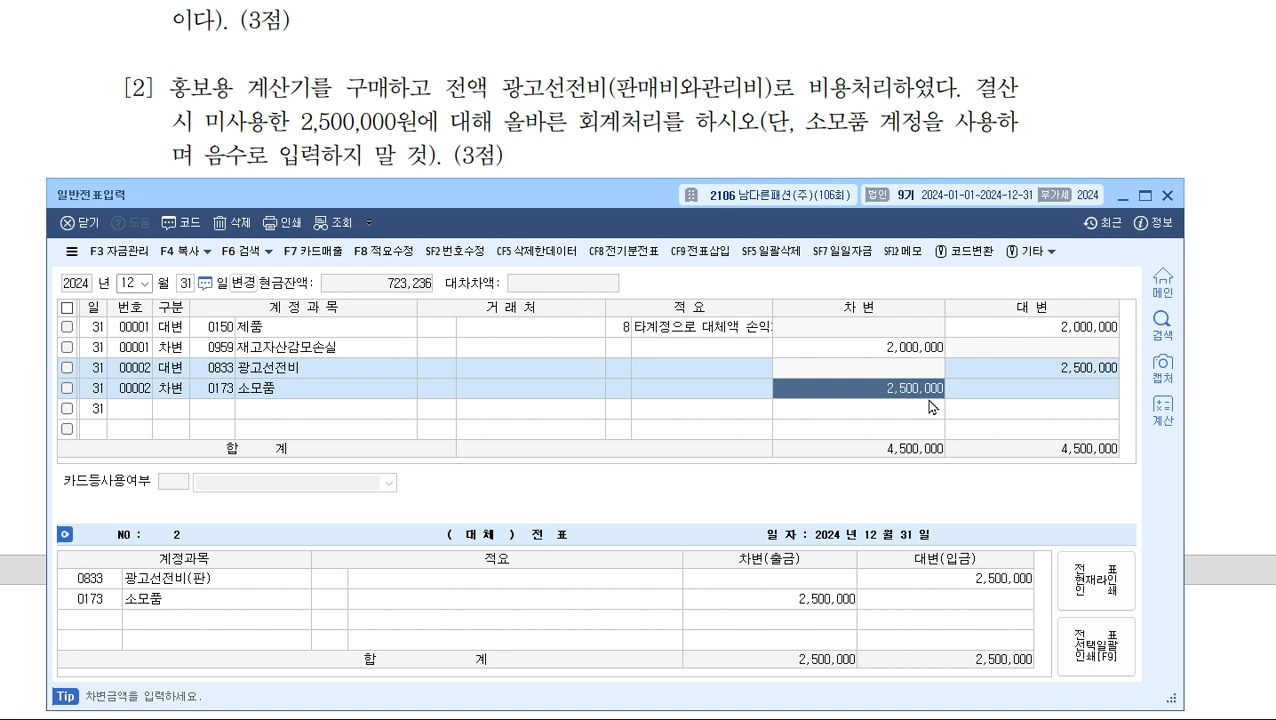 이다). (3점)
[2] 홍보용 계산기를 구매하고 전액 광고선전비(판매비와관리비)로 비용처리하였다. 결산
시 미사용한 2,500,000원에 대해 올바른 회계처리를 하시오(단, 소모품 계정을 사용하
며 음수로 입력하지 말 것). (3점)
일반전표입력 2106 남다른패션(주)(106회) 법인 9기 2024-01-01~2024-12-31 부가세 2024
닫기 도움 코드 삭제 인쇄 조회 최근 정보
F3 자금관리 F4 복사 F6 검색 F7 카드매출 F8 적요수정 SF2 번호수정 CF5 삭제한데이터 CF8 전기분전표 CF9 전표삽입 SF5 일괄삭제 SF7 일일자금 SF12 메모 코드변환 기타
2024 년 12 월 31 일 변경 현금잔액: 723,236 대차차액:
일 번호 구분 계 정 과 목 거 래 처 적 요 차 변 대 변
31 00001 대변 0150 제품 8 타계정으로 대체액 손익 2,000,000
31 00001 차변 0959 재고자산감모손실 2,000,000
31 00002 대변 0833 광고선전비 2,500,000
31 00002 차변 0173 소모품 2,500,000
31
합 계 4,500,000 4,500,000
카드등사용여부
NO : 2 ( 대 체 ) 전 표 일 자 : 2024 년 12 월 31 일
계정과목 적요 차변(출금) 대변(입금)
0833 광고선전비(판) 2,500,000
0173 소모품 2,500,000
합 계 2,500,000 2,500,000
전 표
현재라인
인 쇄
전 표
선택일괄
인쇄[F9]
메인
검색
캡처
계산
Tip 차변금액을 입력하세요.